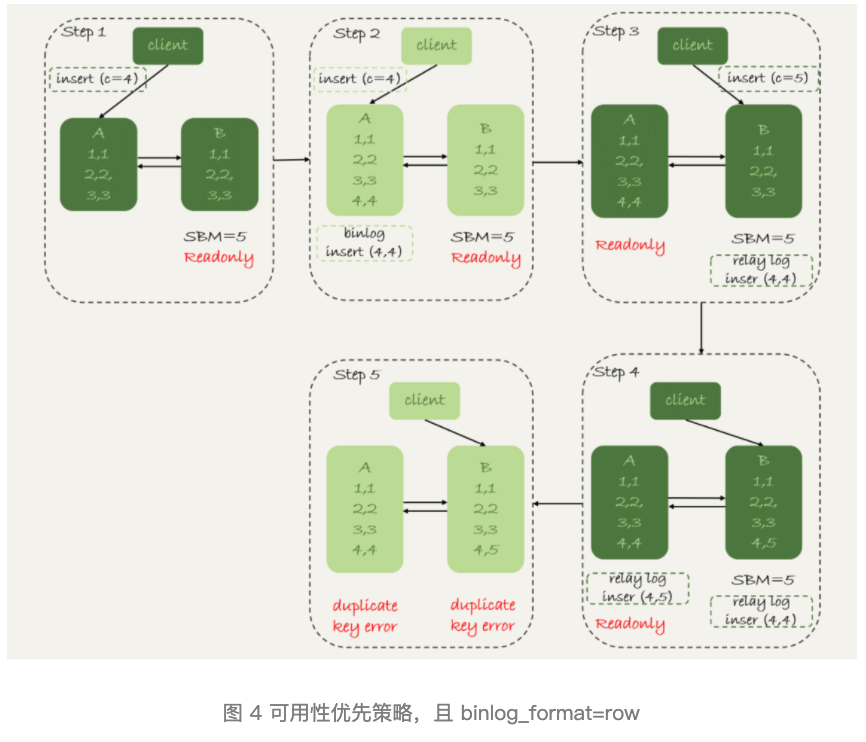 Step 1
client
insert (c=4)
A
1,1
2,2,
3,3
B
1,1
2,2,
3,3
SBM=5
Readonly
Step 2
client
insert (c=4)
A
1,1
2,2
3,3
4,4
binlog
insert (4,4)
B
1,1
2,2
3,3
SBM=5
Readonly
Step 3
client
insert (c=5)
A
1,1
2,2,
3,3
4,4
Readonly
B
1,1
2,2,
3,3
SBM=5
relay log
inser (4,4)
Step 4
client
A
1,1
2,2,
3,3
4,4
relay log
inser (4,5)
Readonly
B
1,1
2,2,
3,3
4,5
SBM=5
relay log
inser (4,4)
Step 5
client
A
1,1
2,2
3,3
4,4
duplicate
key error
B
1,1
2,2
3,3
4,5
duplicate
key error
图 4 可用性优先策略，且 binlog_format=row